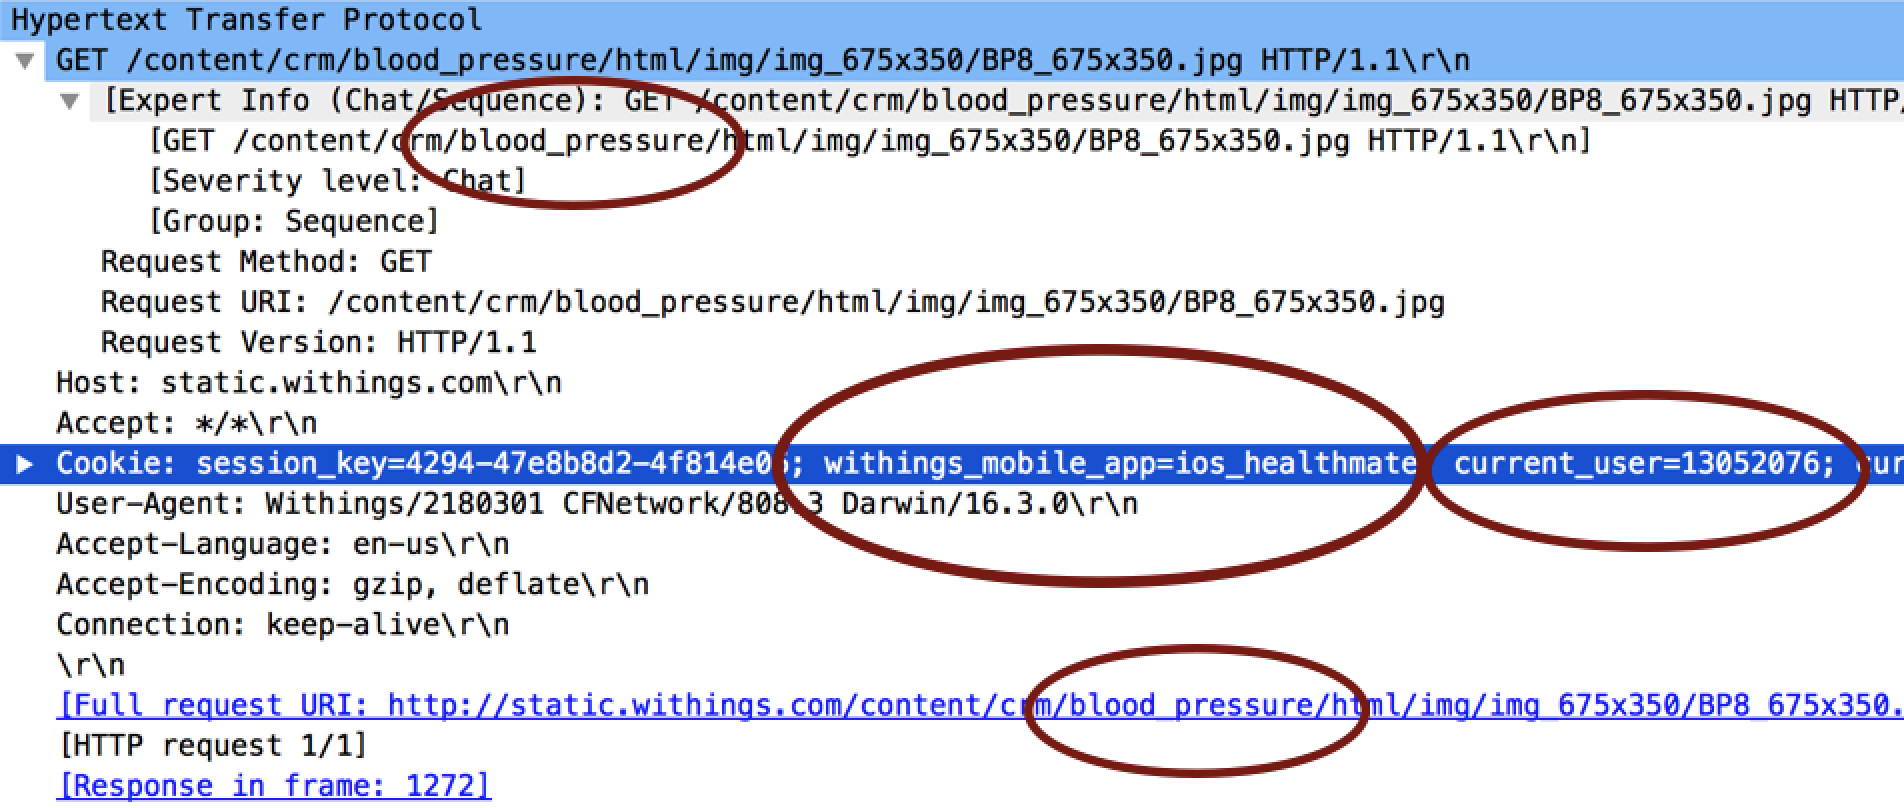 Hypertext Transfer Protocol
GET /content/crm/blood_pressure/html/img/img_675x350/BP8_675x350.jpg HTTP/1.1\r\n
[Expert Info (Chat/Sequence): GET /content/crm/blood_pressure/html/img/img_675x350/BP8_675x350.jpg HTTP/
[GET /content/crm/blood_pressure/html/img/img_675x350/BP8_675x350.jpg HTTP/1.1\r\n]
[Severity level: Chat]
[Group: Sequence]
Request Method: GET
Request URI: /content/crm/blood_pressure/html/img/img_675x350/BP8_675x350.jpg
Request Version: HTTP/1.1
Host: static.withings.com\r\n
Accept: */*\r\n
Cookie: session_key=4294-47e8b8d2-4f814e06; withings_mobile_app=ios_healthmate; current_user=13052076; cur
User-Agent: Withings/2180301 CFNetwork/808.3 Darwin/16.3.0\r\n
Accept-Language: en-us\r\n
Accept-Encoding: gzip, deflate\r\n
Connection: keep-alive\r\n
\r\n
[Full request URI: http://static.withings.com/content/crm/blood_pressure/html/img/img_675x350/BP8_675x350.
[HTTP request 1/1]
[Response in frame: 1272]